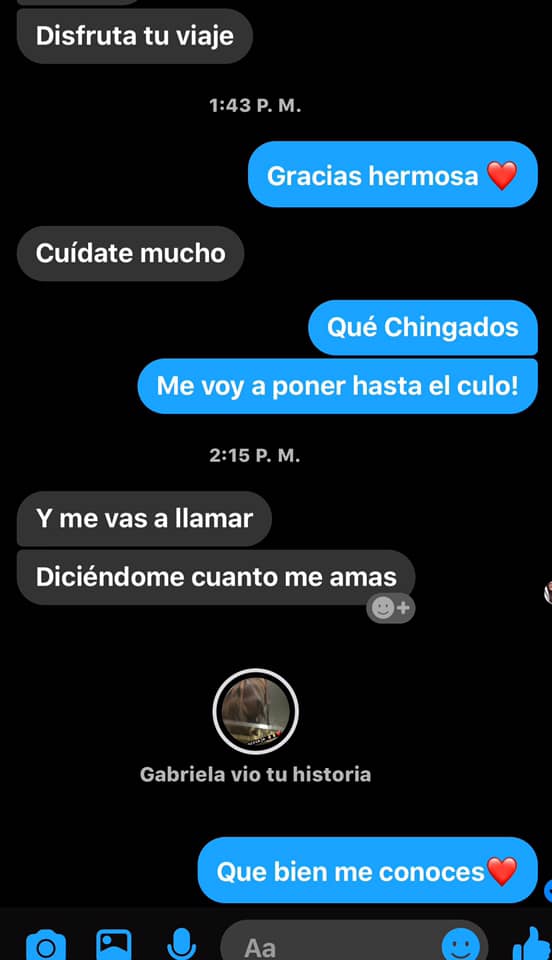 Disfruta tu viaje
1:43 P. M.
Gracias hermosa ❤️
Cuídate mucho
Qué Chingados
Me voy a poner hasta el culo!
2:15 P. M.
Y me vas a llamar
Diciéndome cuanto me amas
Gabriela vio tu historia
Que bien me conoces❤️
Aa